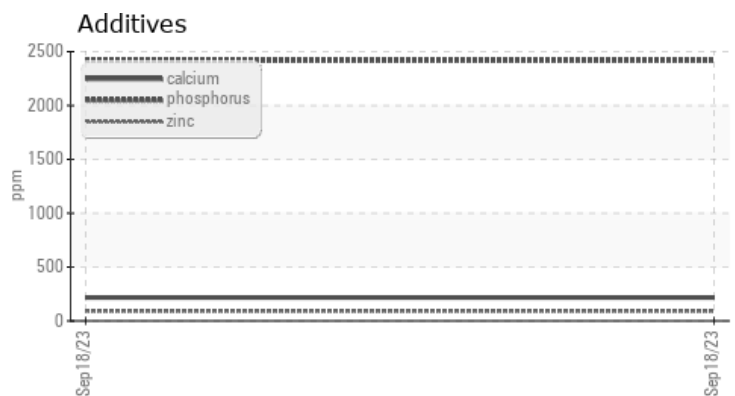 Additives
2500
2000
1500
1000
500
0
ppm
calcium
phosphorus
zinc
Sep18/23
Sep18/23